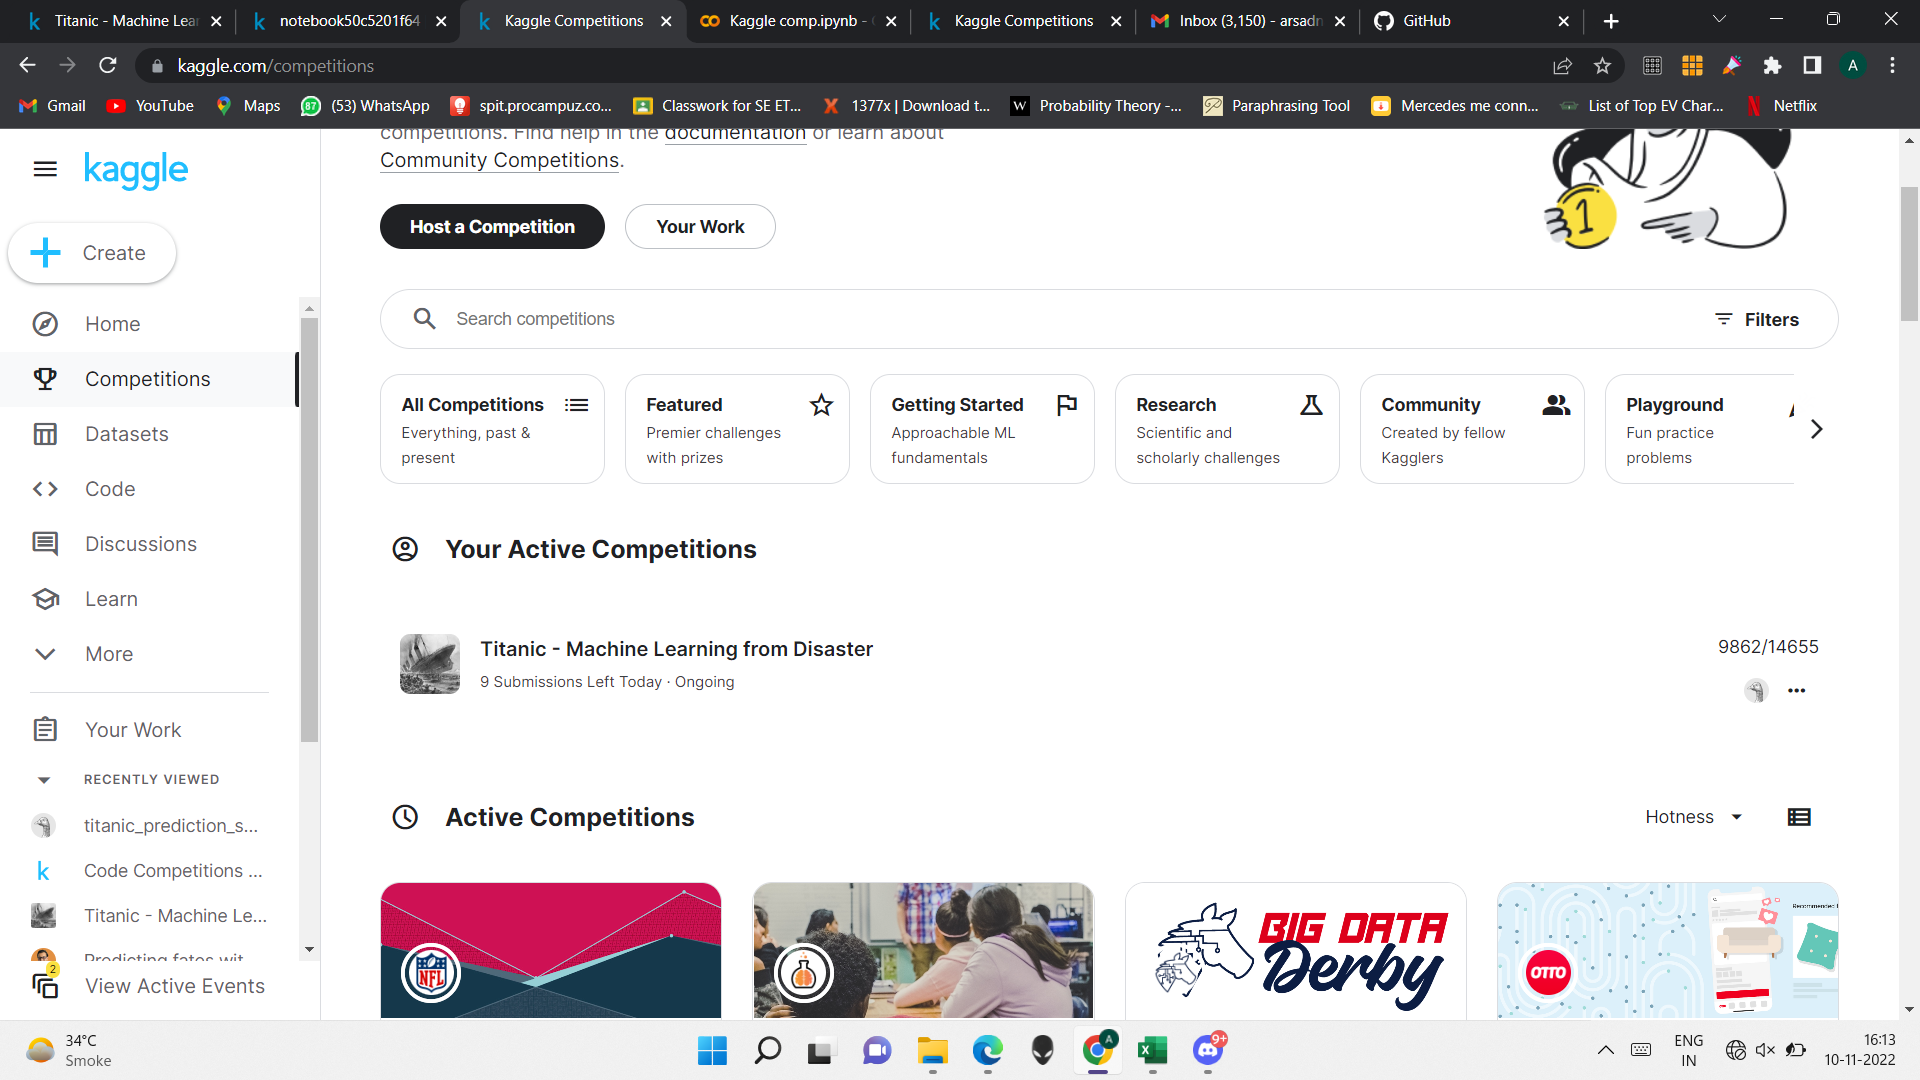 Titanic - Machine Lear
notebook50c5201f64
Kaggle Competitions
Kaggle comp.ipynb -
Kaggle Competitions
Inbox (3,150) - arsadn
GitHub
kaggle.com/competitions
A
Gmail
YouTube
Maps
87
(53) WhatsApp
spit.procampuz.co...
Classwork for SE ET...
1377x | Download t...
W
Probability Theory -...
Paraphrasing Tool
Mercedes me conn...
List of Top EV Char...
Netflix
kaggle
Create
Home
Competitions
Datasets
Code
Discussions
Learn
More
Your Work
RECENTLY VIEWED
titanic_prediction_s...
Code Competitions ...
Titanic - Machine Le...
Predicting fates wit...
2
View Active Events
competitions. Find help in the documentation or learn about
Community Competitions.
Host a Competition
Your Work
1
Search competitions
Filters
All Competitions
Everything, past &
present
Featured
Premier challenges
with prizes
Getting Started
Approachable ML
fundamentals
Research
Scientific and
scholarly challenges
Community
Created by fellow
Kagglers
Playground
Fun practice
problems
Your Active Competitions
Titanic - Machine Learning from Disaster
9 Submissions Left Today · Ongoing
9862/14655
Active Competitions
Hotness
NFL
BIG DATA
Derby
OTTO
34°C
Smoke
A
9+
ENG
IN
16:13
10-11-2022